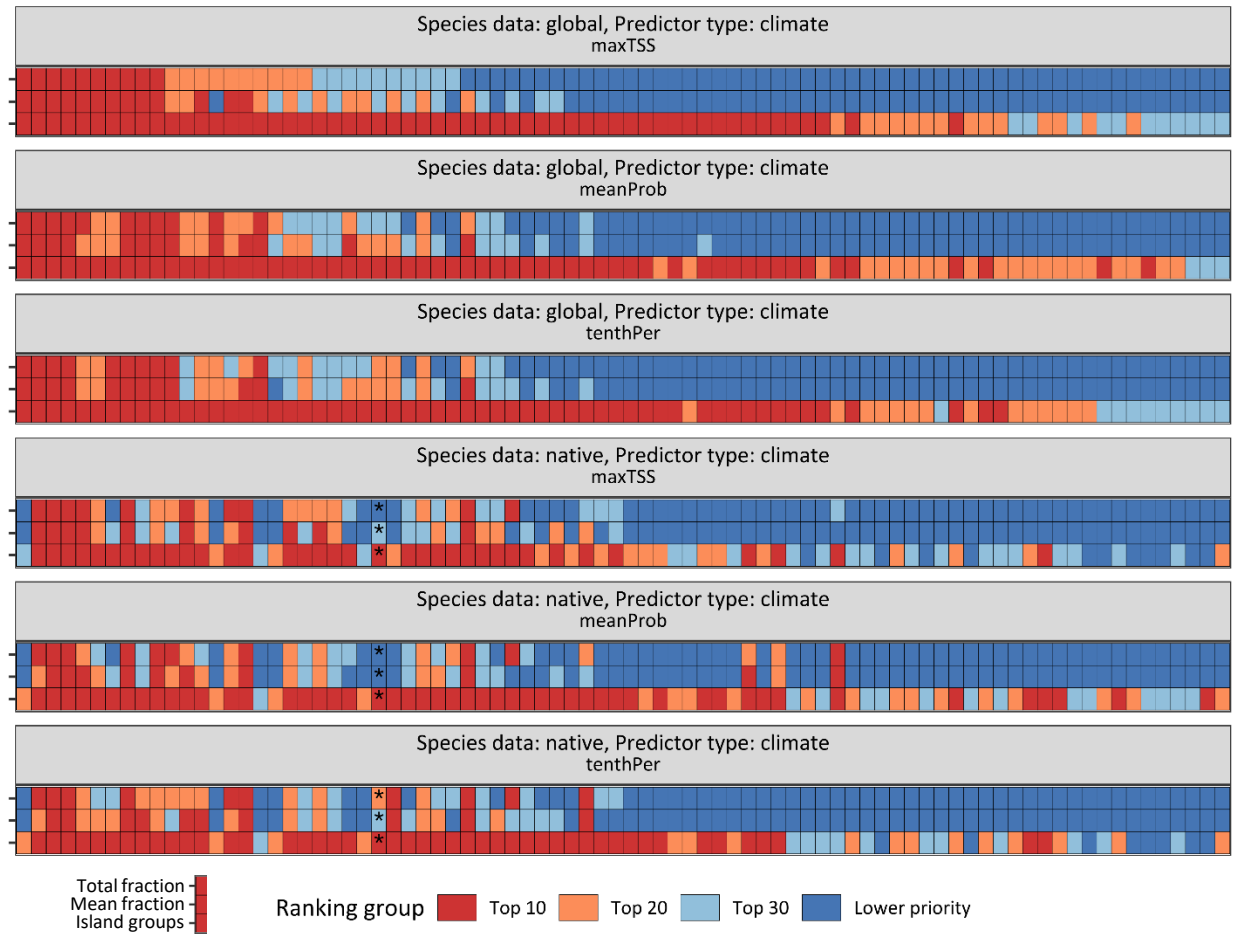 Species data: global, Predictor type: climate
maxTSS
Species data: global, Predictor type: climate
meanProb
Species data: global, Predictor type: climate
tenthPer
Species data: native, Predictor type: climate
maxTSS
*
*
*
Species data: native, Predictor type: climate
meanProb
*
*
*
Species data: native, Predictor type: climate
tenthPer
*
*
*
Total fraction
Mean fraction
Island groups
Ranking group Top 10 Top 20 Top 30 Lower priority